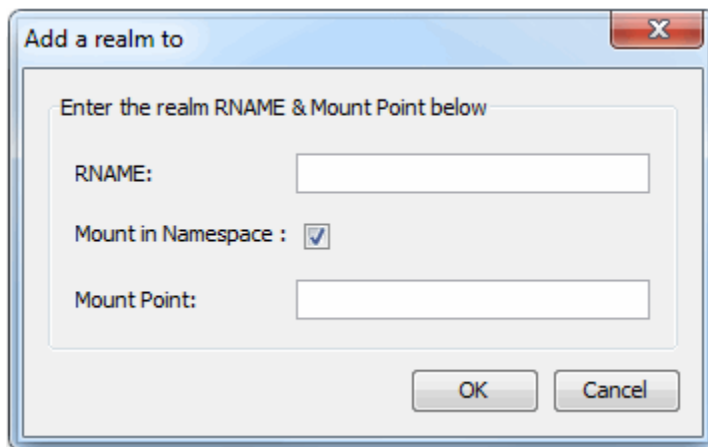 Add a realm to
Enter the realm RNAME & Mount Point below
RNAME:
Mount in Namespace :
Mount Point:
OK Cancel